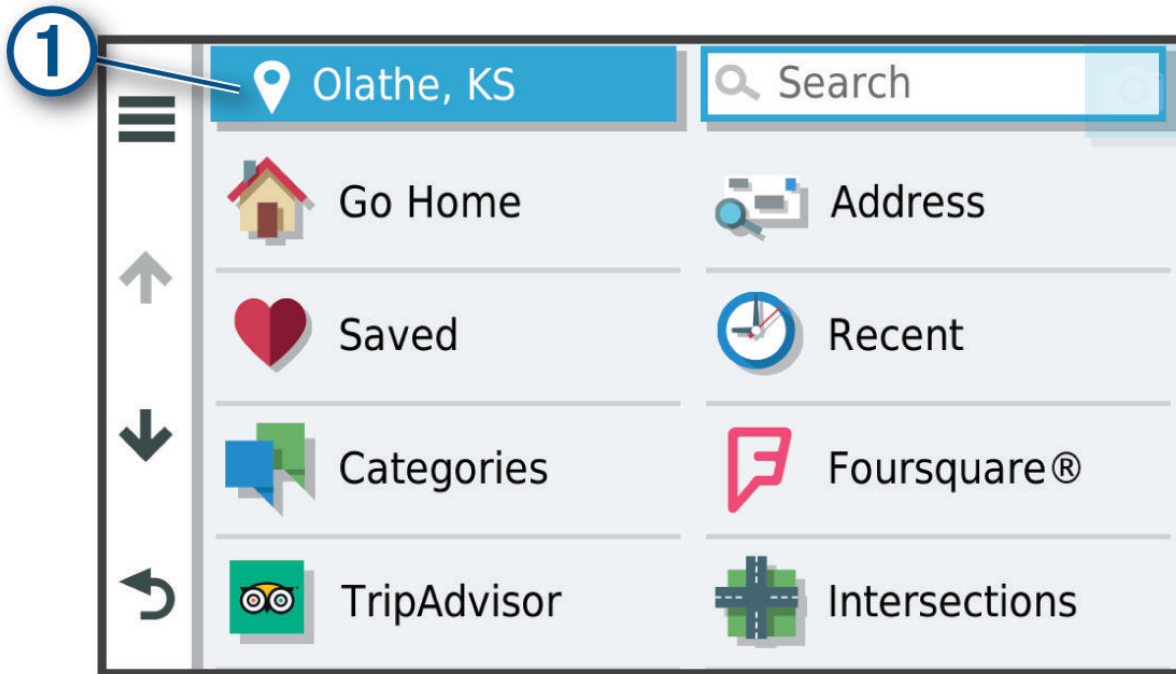 1
Olathe, KS
Search
Go Home
Address
Saved
Recent
Categories
Foursquare®
TripAdvisor
Intersections